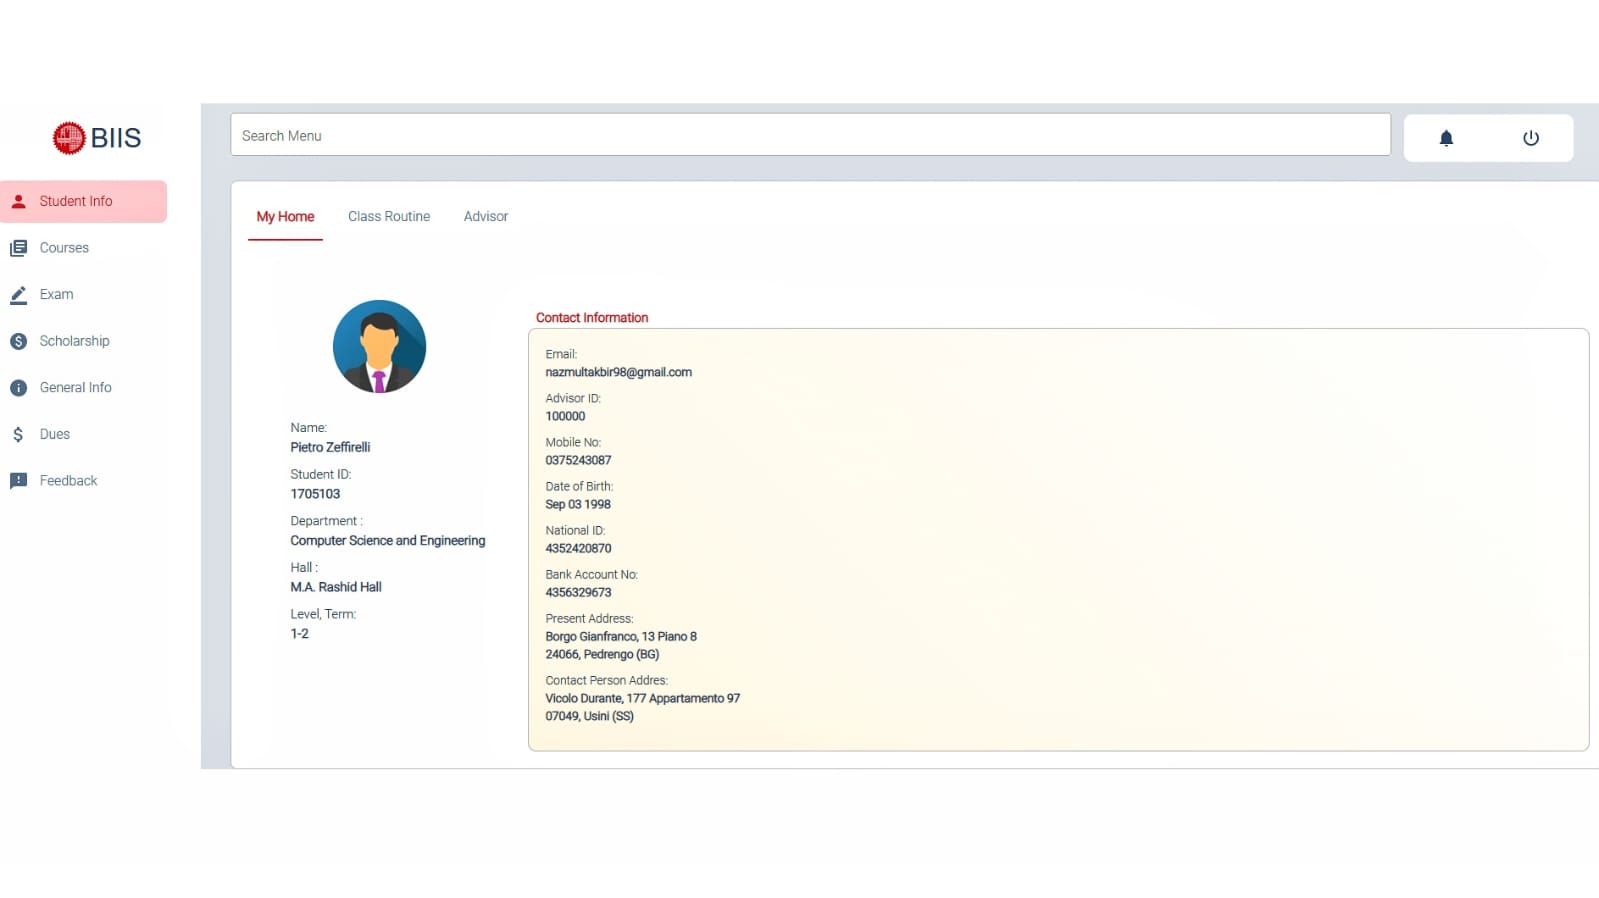 BIIS
Search Menu
Student Info
Courses
Exam
Scholarship
General Info
Dues
Feedback
My Home
Class Routine
Advisor
Name:
Pietro Zeffirelli
Student ID:
1705103
Department :
Computer Science and Engineering
Hall :
M.A. Rashid Hall
Level, Term:
1-2
Contact Information
Email:
nazmultakbir98@gmail.com
Advisor ID:
100000
Mobile No:
0375243087
Date of Birth:
Sep 03 1998
National ID:
4352420870
Bank Account No:
4356329673
Present Address:
Borgo Gianfranco, 13 Piano 8
24066, Pedrengo (BG)
Contact Person Addres:
Vicolo Durante, 177 Appartamento 97
07049, Usini (SS)